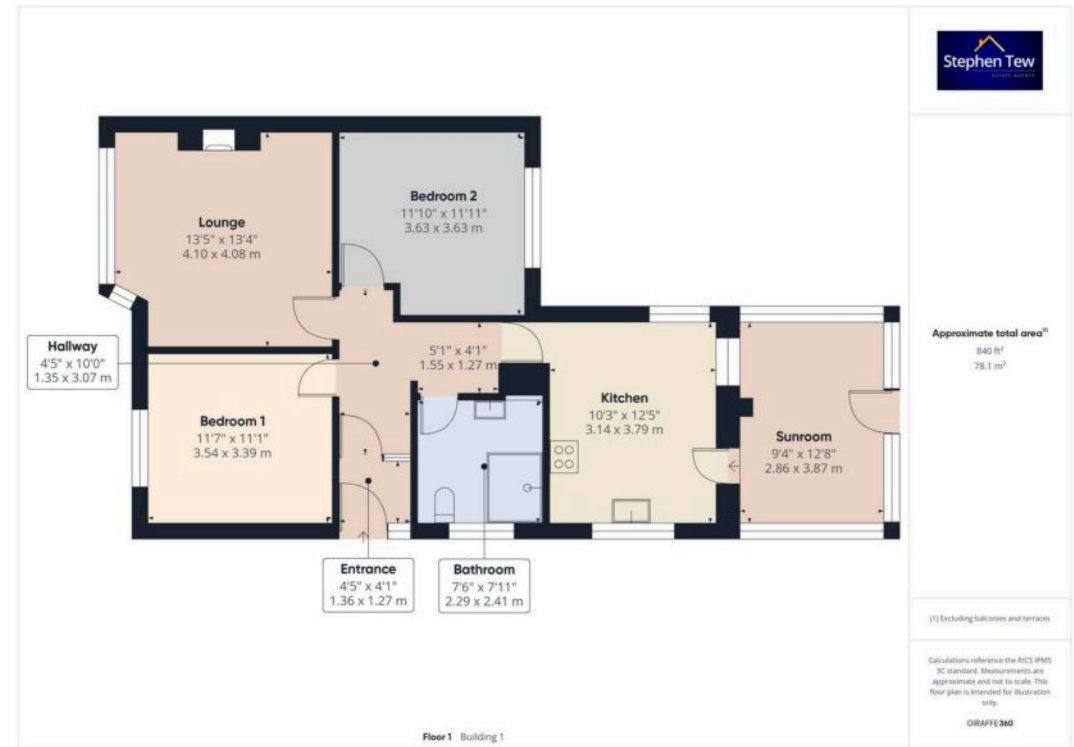 Stephen Tew
ESTATE AGENTS
Lounge
13'5" x 13'4"
4.10 x 4.08 m
Bedroom 2
11'10" x 11'11"
3.63 x 3.63 m
Hallway
4'5" x 10'0"
1.35 x 3.07 m
5'1" x 4'1"
1.55 x 1.27 m
Bedroom 1
11'7" x 11'1"
3.54 x 3.39 m
Kitchen
10'3" x 12'5"
3.14 x 3.79 m
Sunroom
9'4" x 12'8"
2.86 x 3.87 m
Entrance
4'5" x 4'1"
1.36 x 1.27 m
Bathroom
7'6" x 7'11"
2.29 x 2.41 m
Approximate total area⁽¹⁾
840 ft²
78.1 m²
(1) Excluding balconies and terraces
Calculations reference the RICS IPMS
3C standard. Measurements are
approximate and not to scale. This
floor plan is intended for illustration
only.
GIRAFFE360
Floor 1 Building 1